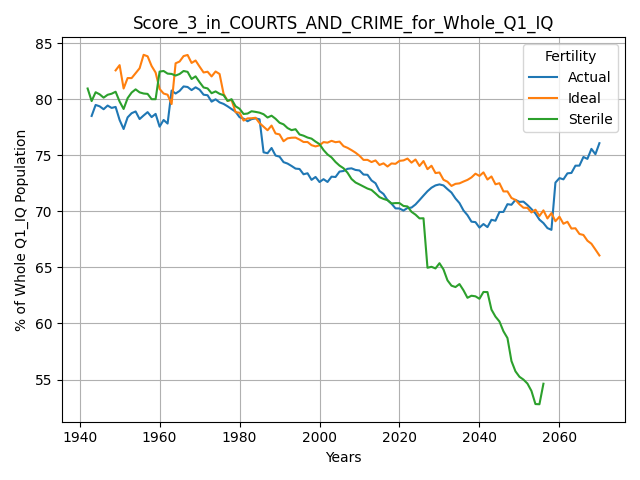 Score_3_in_COURTS_AND_CRIME_for_Whole_Q1_IQ
85
80
75
70
65
60
55
% of Whole Q1_IQ Population
Fertility
Actual
Ideal
Sterile
1940 1960 1980 2000 2020 2040 2060
Years